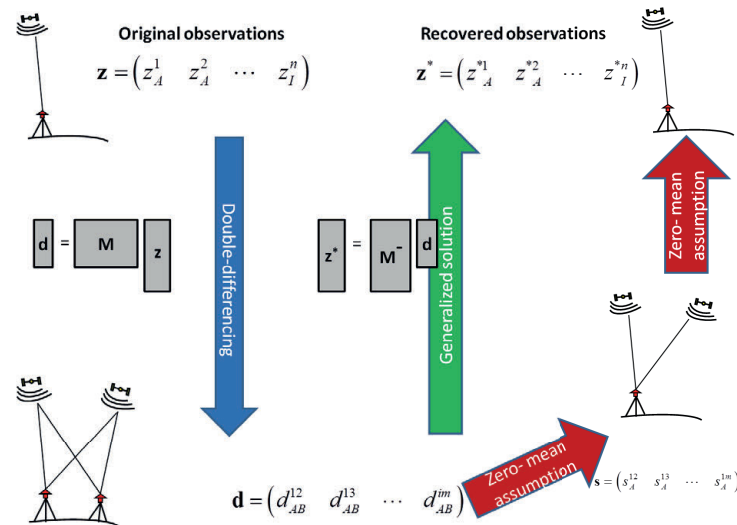 Original observations
z = (z_A^1 z_A^2 ⋯ z_I^n)
Recovered observations
z* = (z*_A^1 z*_A^2 ⋯ z*_I^n)
Double-differencing
d = M z
z* = M⁻ d
Generalized solution
Zero- mean
assumption
d = (d_AB^12 d_AB^13 ⋯ d_AB^im)
Zero- mean
assumption
s = (s_A^12 s_A^13 ⋯ s_A^1m)